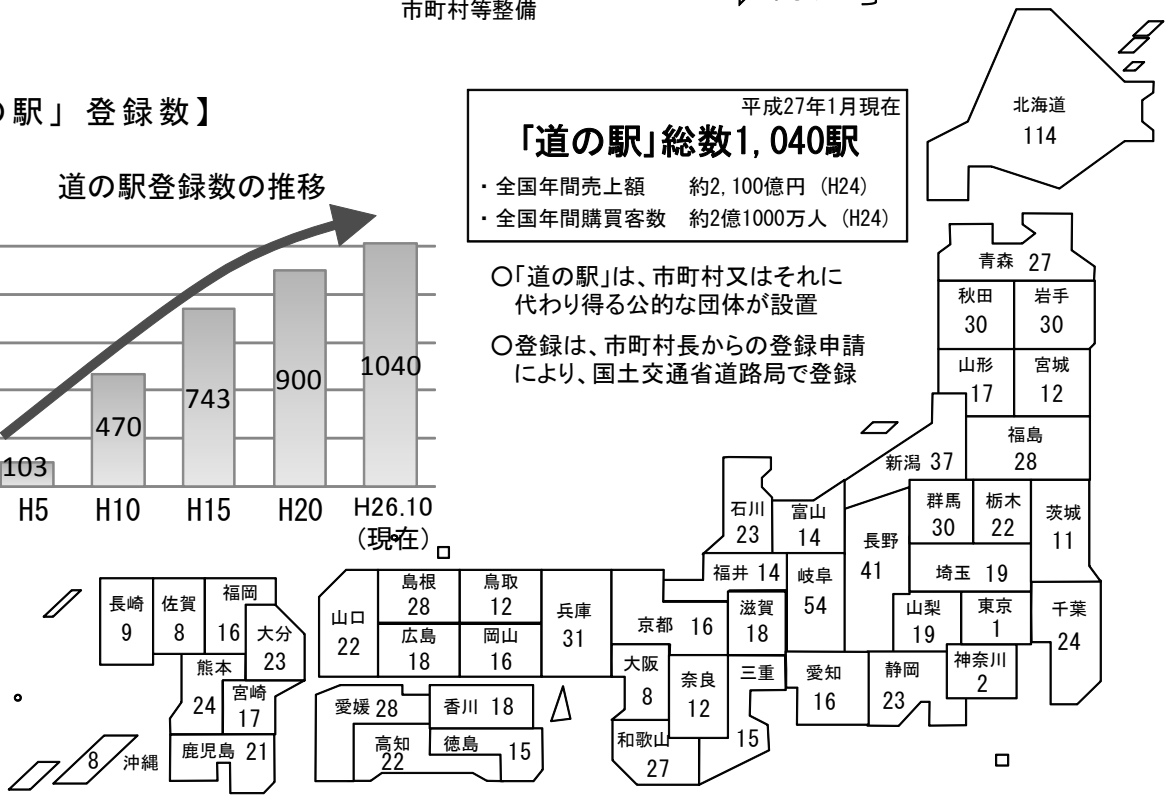 市町村等整備
の駅」 登録数】
道の駅登録数の推移
103
470
743
900
1040
H5
H10
H15
H20
H26.10
(現在)
平成27年1月現在
「道の駅」総数1,040駅
・全国年間売上額 約2,100億円 (H24)
・全国年間購買客数 約2億1000万人 (H24)
○「道の駅」は、市町村又はそれに
代わり得る公的な団体が設置
○登録は、市町村長からの登録申請
により、国土交通省道路局で登録
北海道
114
青森 27
秋田
30
岩手
30
山形
17
宮城
12
福島
28
新潟 37
群馬
30
栃木
22
茨城
11
石川
23
富山
14
長野
41
埼玉 19
福井 14
岐阜
54
山梨
19
東京
1
千葉
24
神奈川
2
静岡
23
愛知
16
滋賀
18
三重
15
京都 16
大阪
8
奈良
12
和歌山
27
兵庫
31
鳥取
12
島根
28
岡山
16
広島
18
山口
22
愛媛 28
香川 18
高知
22
徳島
15
福岡
16
佐賀
8
長崎
9
大分
23
熊本
24
宮崎
17
鹿児島 21
8 沖縄